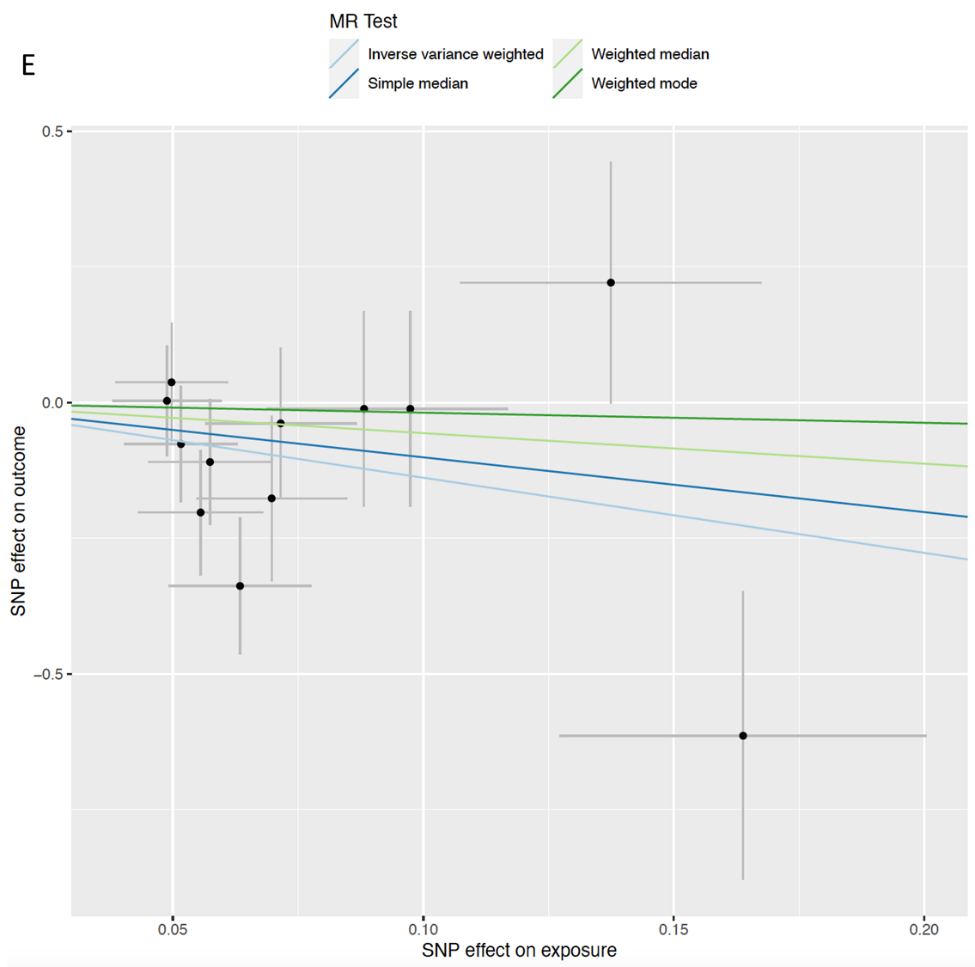 MR Test
Inverse variance weighted
Weighted median
Simple median
Weighted mode
E
0.5
0.0
−0.5
SNP effect on outcome
0.05
0.10
0.15
0.20
SNP effect on exposure